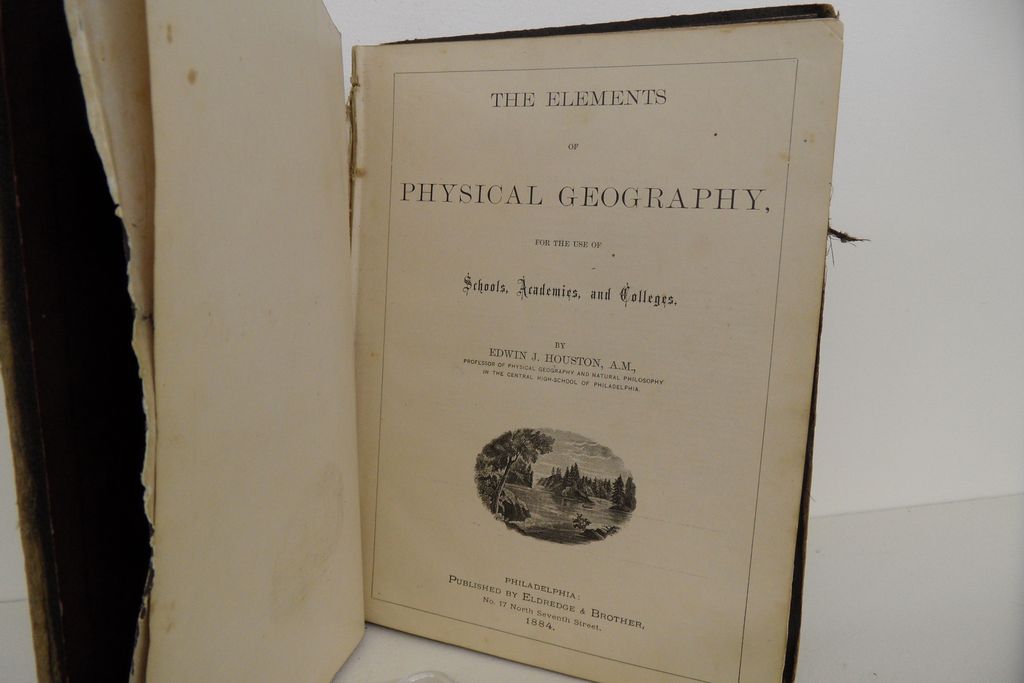 THE ELEMENTS
OF
PHYSICAL GEOGRAPHY,
FOR THE USE OF
Schools, Academies, and Colleges.
BY
EDWIN J. HOUSTON, A.M.,
PROFESSOR OF PHYSICAL GEOGRAPHY AND NATURAL PHILOSOPHY
IN THE CENTRAL HIGH-SCHOOL OF PHILADELPHIA.
PHILADELPHIA:
PUBLISHED BY ELDREDGE & BROTHER,
No. 17 North Seventh Street.
1884.